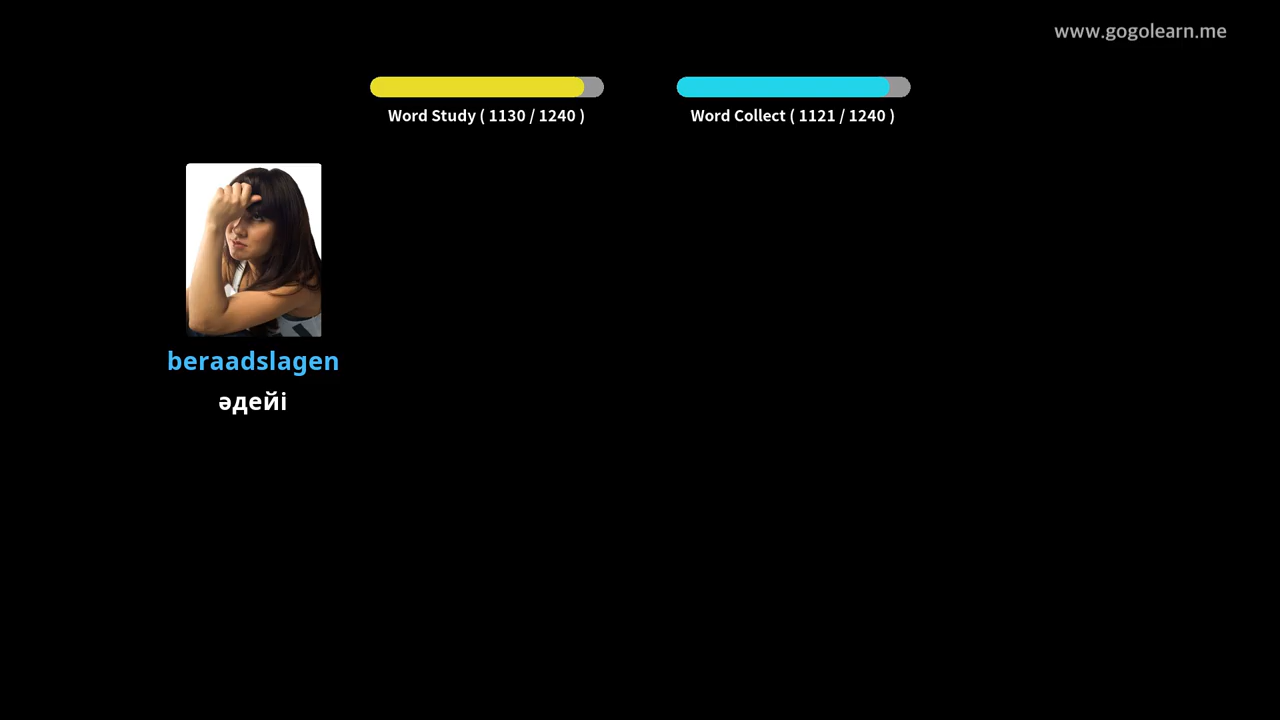 www.gogolearn.me
Word Study ( 1130 / 1240 )
Word Collect ( 1121 / 1240 )
beraadslagen
әдейі